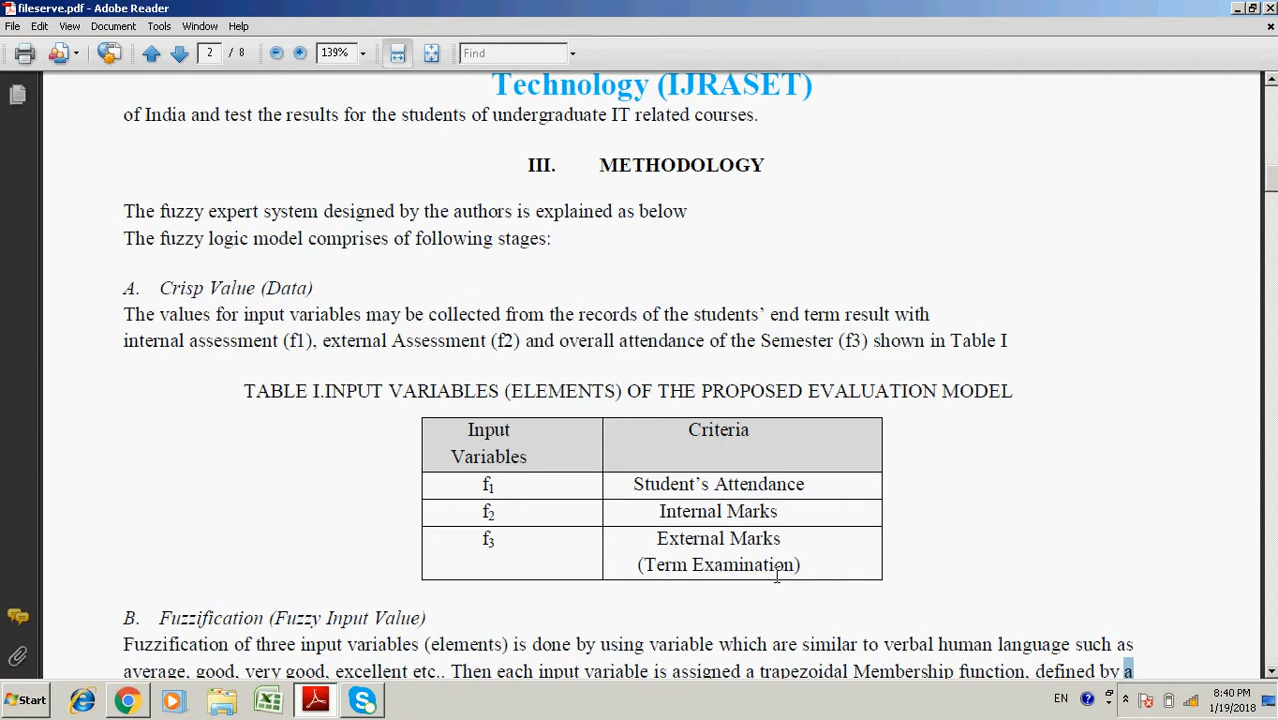 fileserve.pdf - Adobe Reader
File Edit View Document Tools Window Help
2 / 8 139% Find
Technology (IJRASET)
of India and test the results for the students of undergraduate IT related courses.
III. METHODOLOGY
The fuzzy expert system designed by the authors is explained as below
The fuzzy logic model comprises of following stages:
A. Crisp Value (Data)
The values for input variables may be collected from the records of the students’ end term result with
internal assessment (f1), external Assessment (f2) and overall attendance of the Semester (f3) shown in Table I
TABLE I.INPUT VARIABLES (ELEMENTS) OF THE PROPOSED EVALUATION MODEL
Input Criteria
Variables
f1 Student’s Attendance
f2 Internal Marks
f3 External Marks
(Term Examination)
B. Fuzzification (Fuzzy Input Value)
Fuzzification of three input variables (elements) is done by using variable which are similar to verbal human language such as
average, good, very good, excellent etc.. Then each input variable is assigned a trapezoidal Membership function, defined by a
Start EN 8:40 PM
1/19/2018